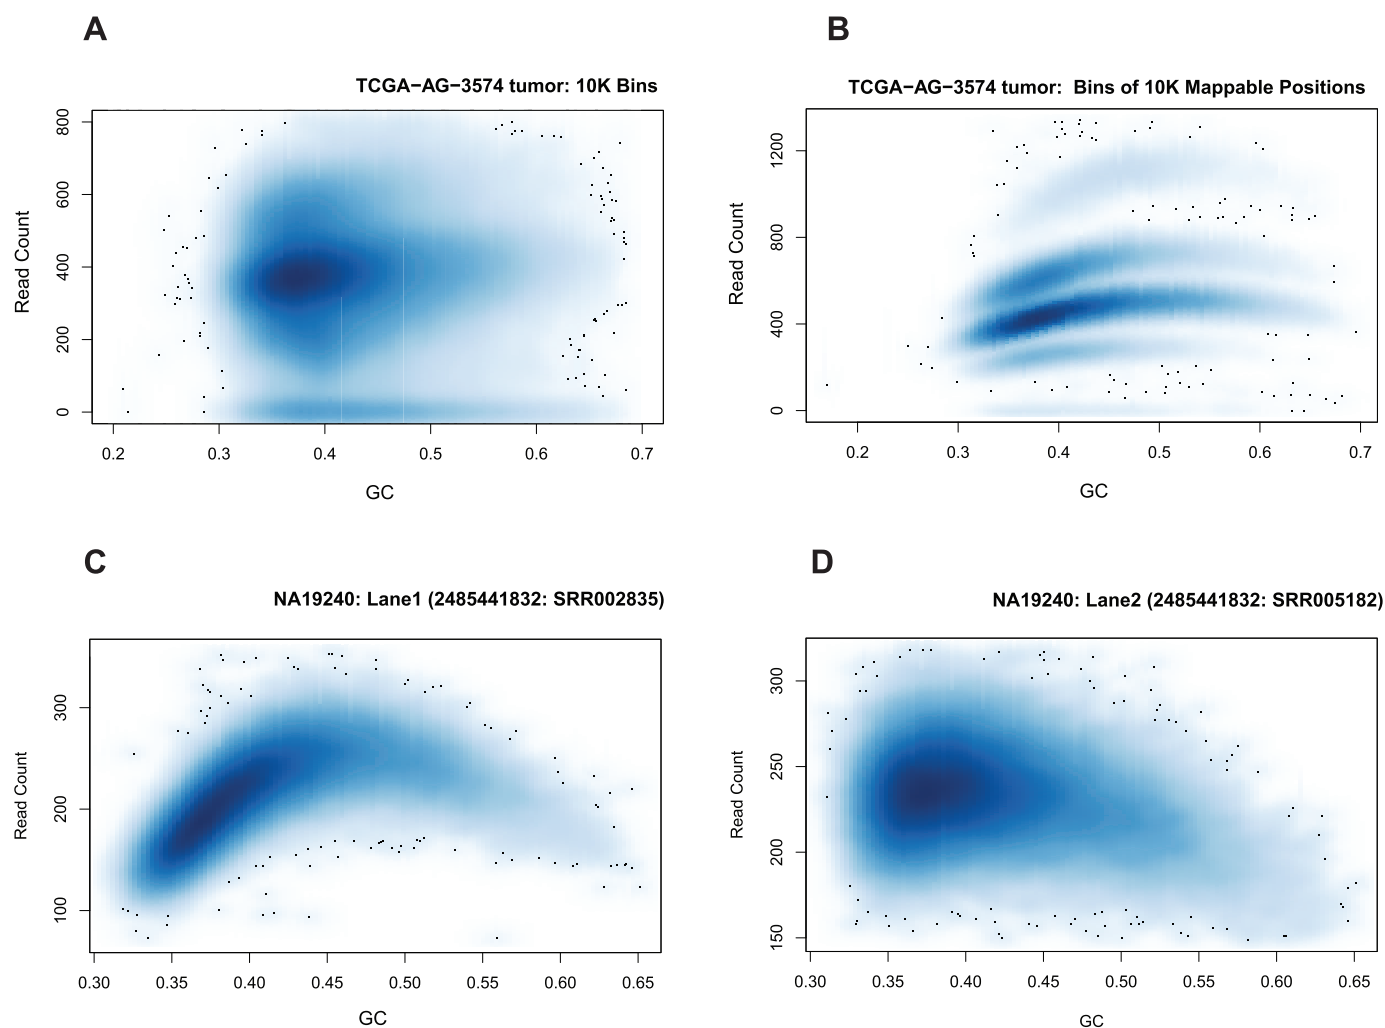 A
TCGA−AG−3574 tumor: 10K Bins
Read Count
800
600
400
200
0
0.2 0.3 0.4 0.5 0.6 0.7
GC
B
TCGA−AG−3574 tumor:  Bins of 10K Mappable Positions
Read Count
1200
800
400
0
0.2 0.3 0.4 0.5 0.6 0.7
GC
C
NA19240: Lane1 (2485441832: SRR002835)
Read Count
300
200
100
0.30 0.35 0.40 0.45 0.50 0.55 0.60 0.65
GC
D
NA19240: Lane2 (2485441832: SRR005182)
Read Count
300
250
200
150
0.30 0.35 0.40 0.45 0.50 0.55 0.60 0.65
GC